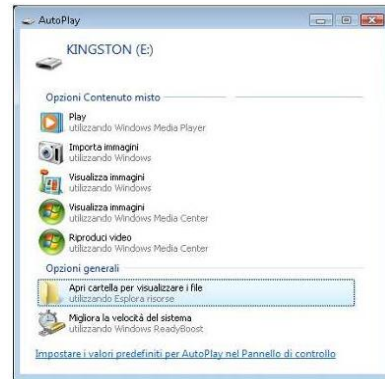 AutoPlay
KINGSTON (E:)
Opzioni Contenuto misto
Play
utilizzando Windows Media Player
Importa immagini
utilizzando Windows
Visualizza immagini
utilizzando Windows
Visualizza immagini
utilizzando Windows Media Center
Riproduci video
utilizzando Windows Media Center
Opzioni generali
Apri cartella per visualizzare i file
utilizzando Esplora risorse
Migliora la velocità del sistema
utilizzando Windows ReadyBoost
Impostare i valori predefiniti per AutoPlay nel Pannello di controllo